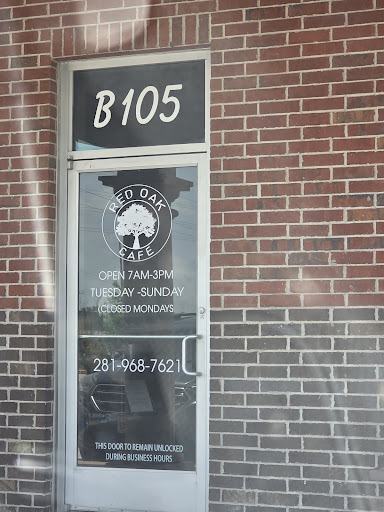 B105
RED OAK
CAFE
OPEN 7AM-3PM
TUESDAY -SUNDAY
(CLOSED MONDAYS
281-968-7621
THIS DOOR TO REMAIN UNLOCKED
DURING BUSINESS HOURS